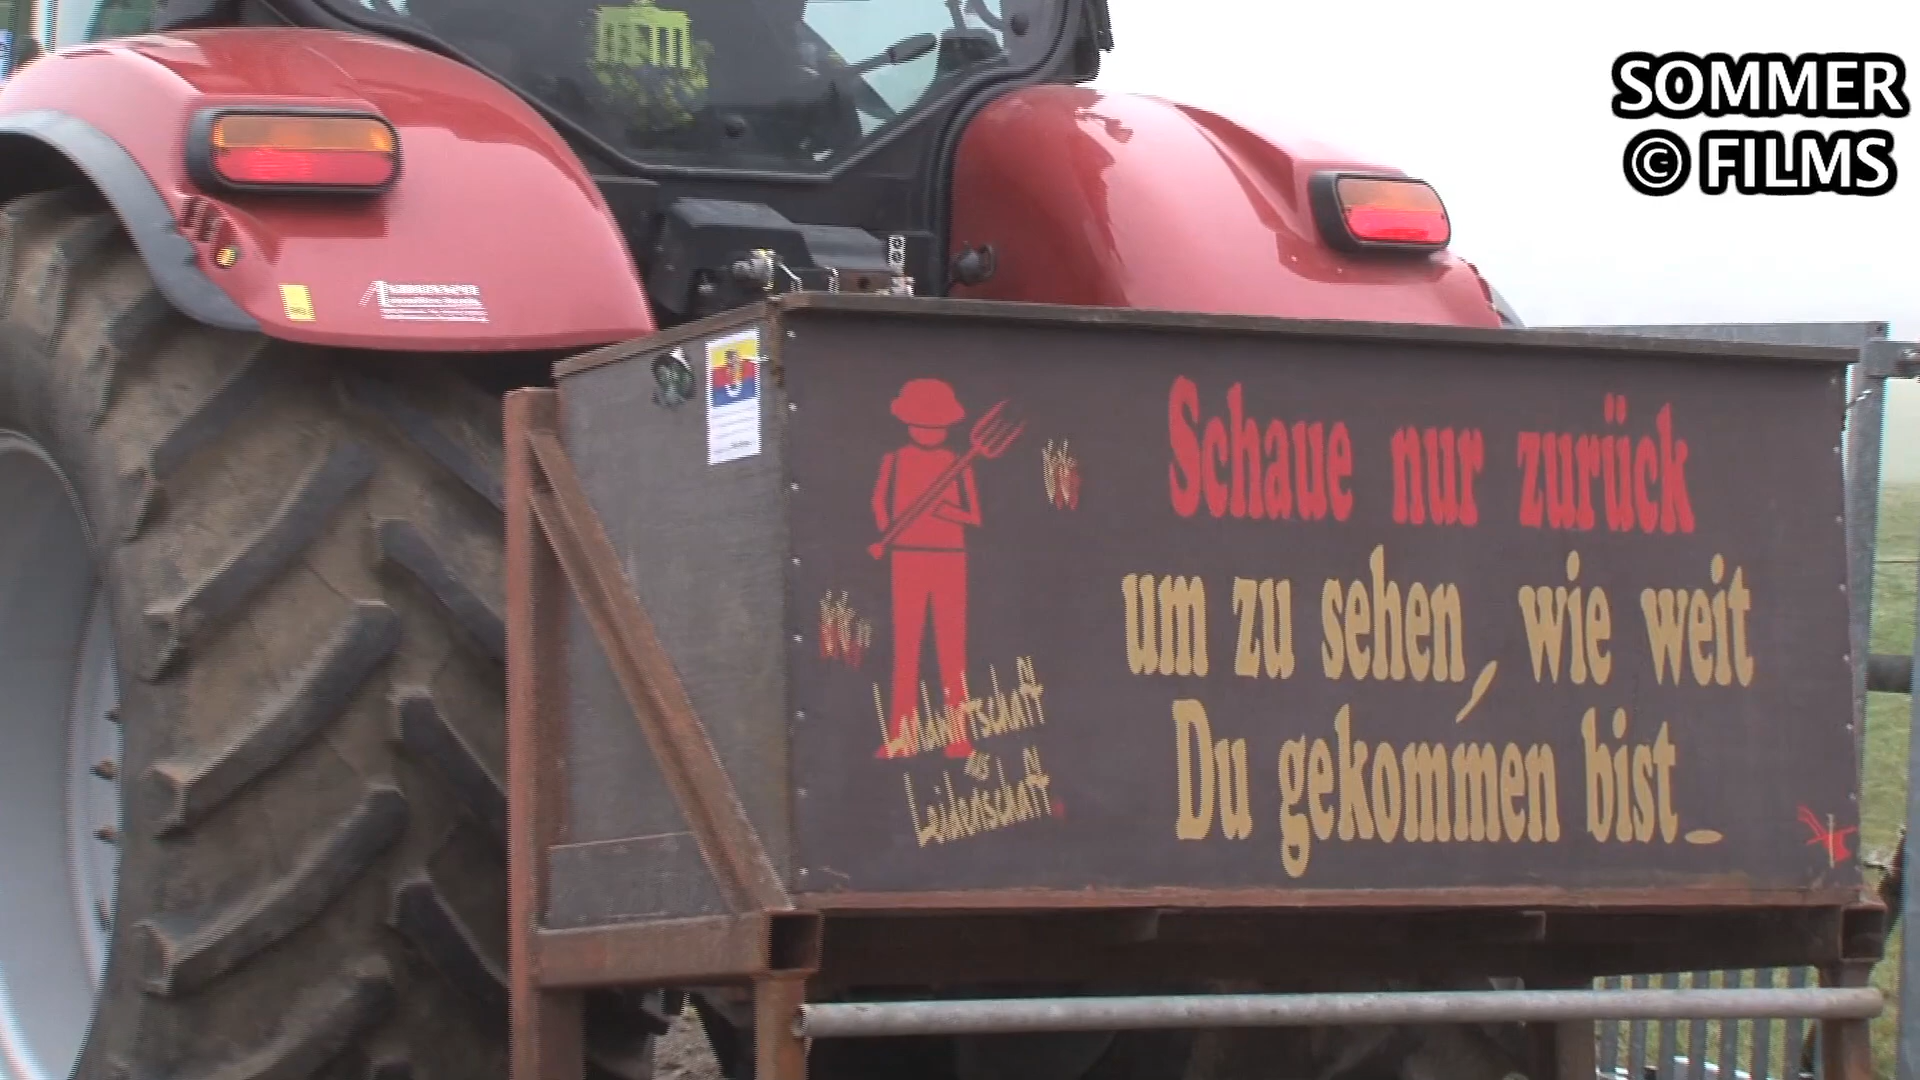 SOMMER
© FILMS
Schaue nur zurück
um zu sehen, wie weit
Du gekommen bist.
Landwirtschaft
aus
Leidenschaft